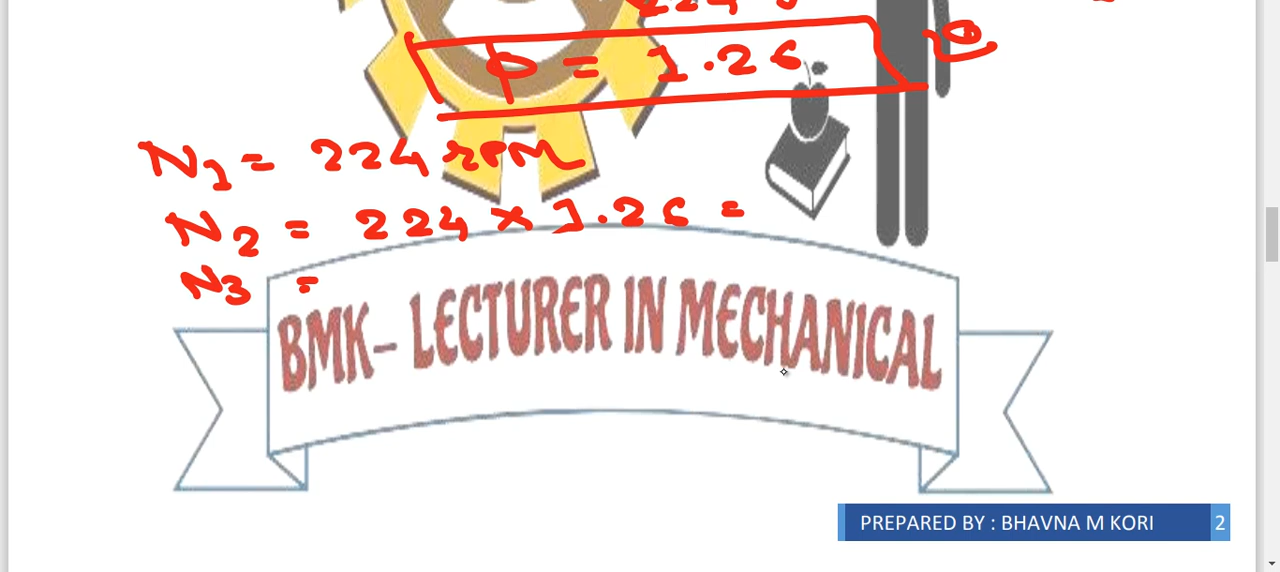 ϕ = 1.26
N1 = 224 rpm
N2 = 224 × 1.26 =
N3 =
BMK- LECTURER IN MECHANICAL
PREPARED BY : BHAVNA M KORI 2